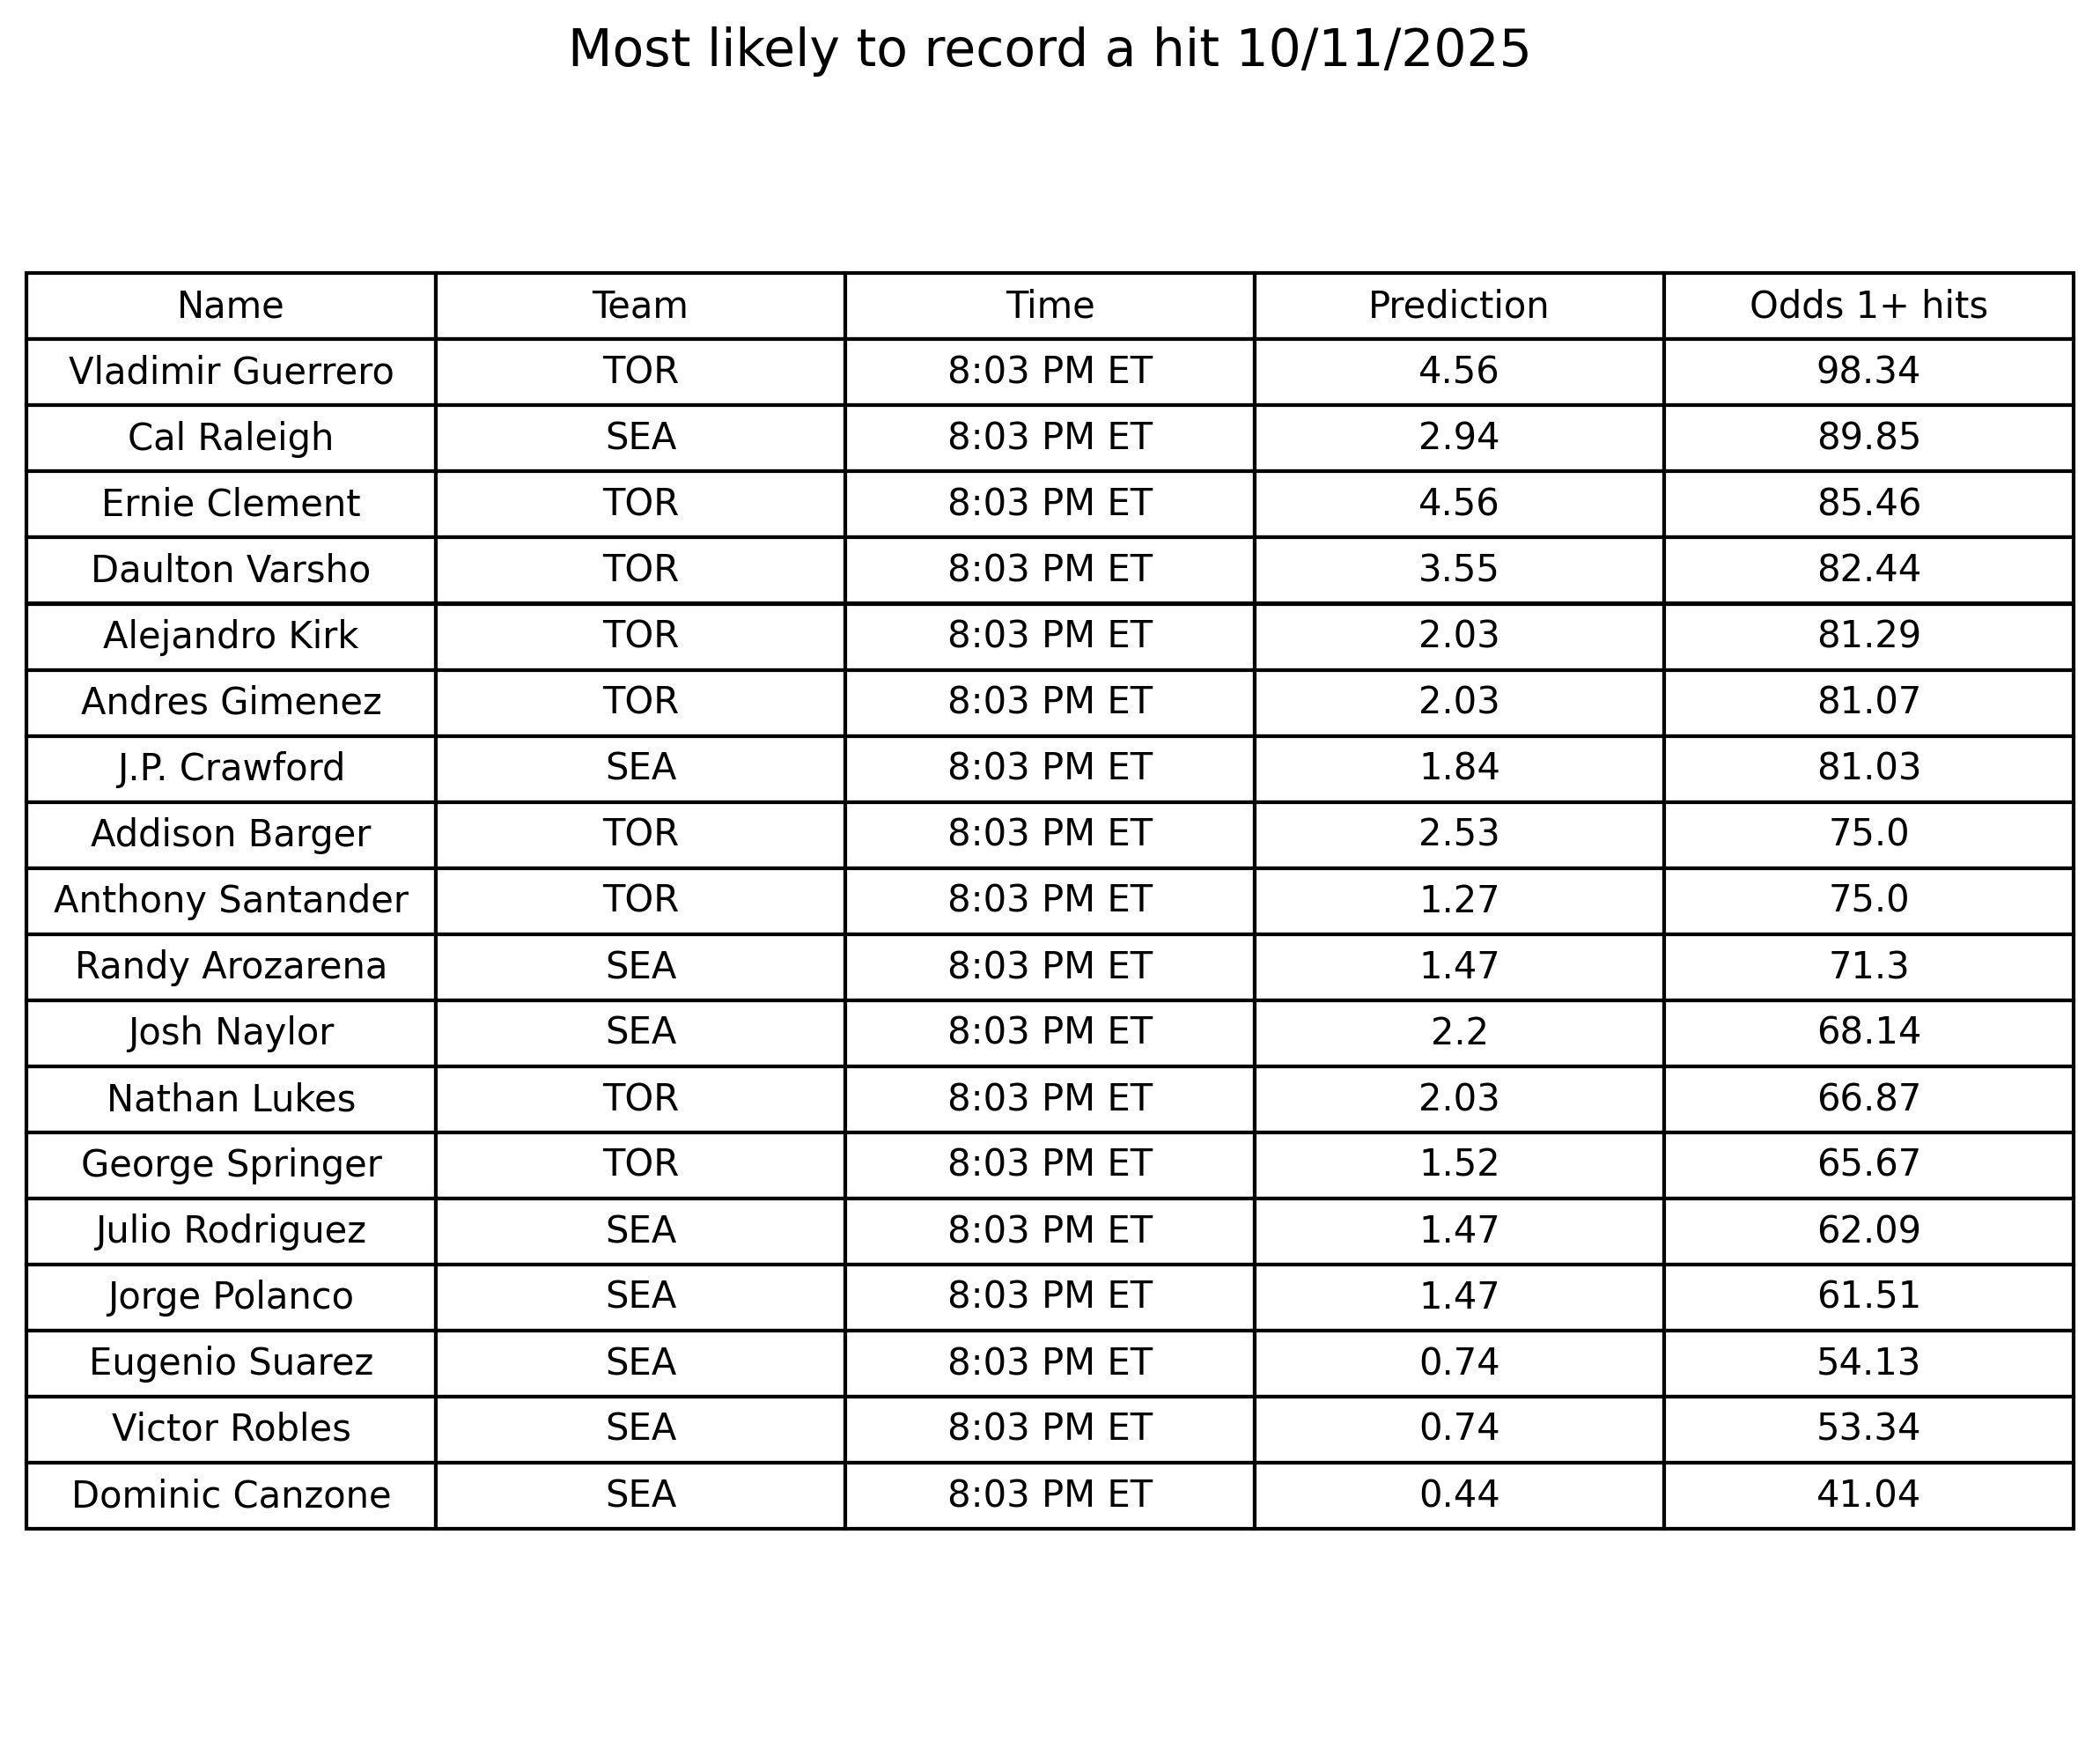 Most likely to record a hit 10/11/2025
Name Team Time Prediction Odds 1+ hits
Vladimir Guerrero TOR 8:03 PM ET 4.56 98.34
Cal Raleigh SEA 8:03 PM ET 2.94 89.85
Ernie Clement TOR 8:03 PM ET 4.56 85.46
Daulton Varsho TOR 8:03 PM ET 3.55 82.44
Alejandro Kirk TOR 8:03 PM ET 2.03 81.29
Andres Gimenez TOR 8:03 PM ET 2.03 81.07
J.P. Crawford SEA 8:03 PM ET 1.84 81.03
Addison Barger TOR 8:03 PM ET 2.53 75.0
Anthony Santander TOR 8:03 PM ET 1.27 75.0
Randy Arozarena SEA 8:03 PM ET 1.47 71.3
Josh Naylor SEA 8:03 PM ET 2.2 68.14
Nathan Lukes TOR 8:03 PM ET 2.03 66.87
George Springer TOR 8:03 PM ET 1.52 65.67
Julio Rodriguez SEA 8:03 PM ET 1.47 62.09
Jorge Polanco SEA 8:03 PM ET 1.47 61.51
Eugenio Suarez SEA 8:03 PM ET 0.74 54.13
Victor Robles SEA 8:03 PM ET 0.74 53.34
Dominic Canzone SEA 8:03 PM ET 0.44 41.04